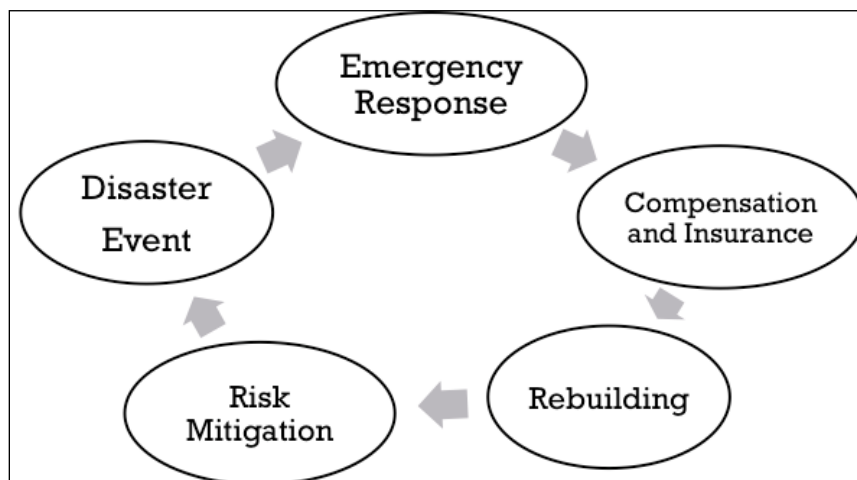 Emergency
Response
Disaster
Event
Compensation
and Insurance
Risk
Mitigation
Rebuilding